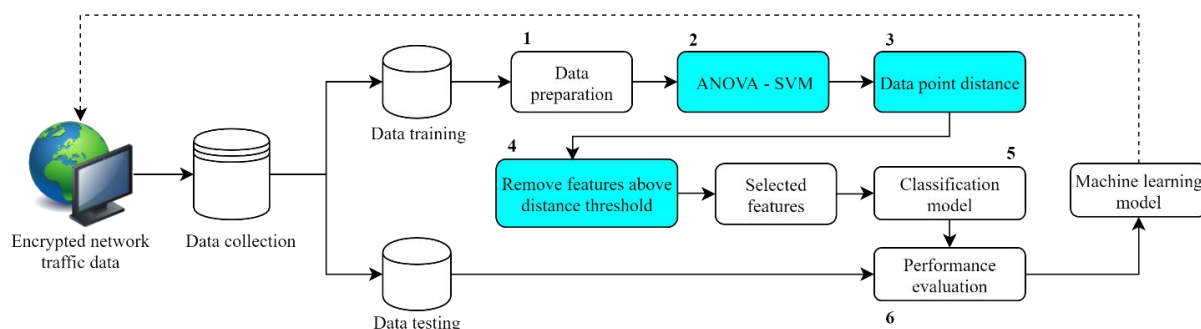 1
Data
preparation
2
ANOVA - SVM
3
Data point distance
Data training
4
Remove features above
distance threshold
Selected
features
5
Classification
model
Machine learning
model
Encrypted network
traffic data
Data collection
Data testing
Performance
evaluation
6